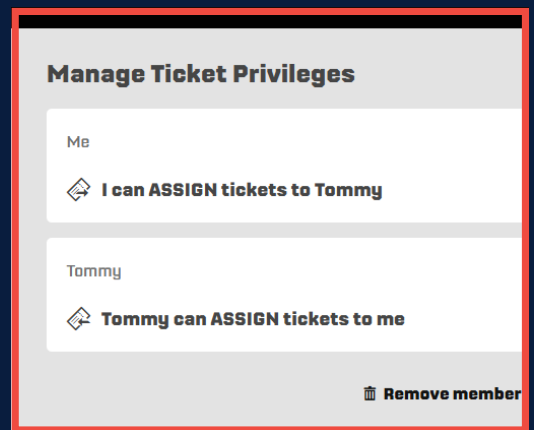 Manage Ticket Privileges
Me
I can ASSIGN tickets to Tommy
Tommy
Tommy can ASSIGN tickets to me
Remove member